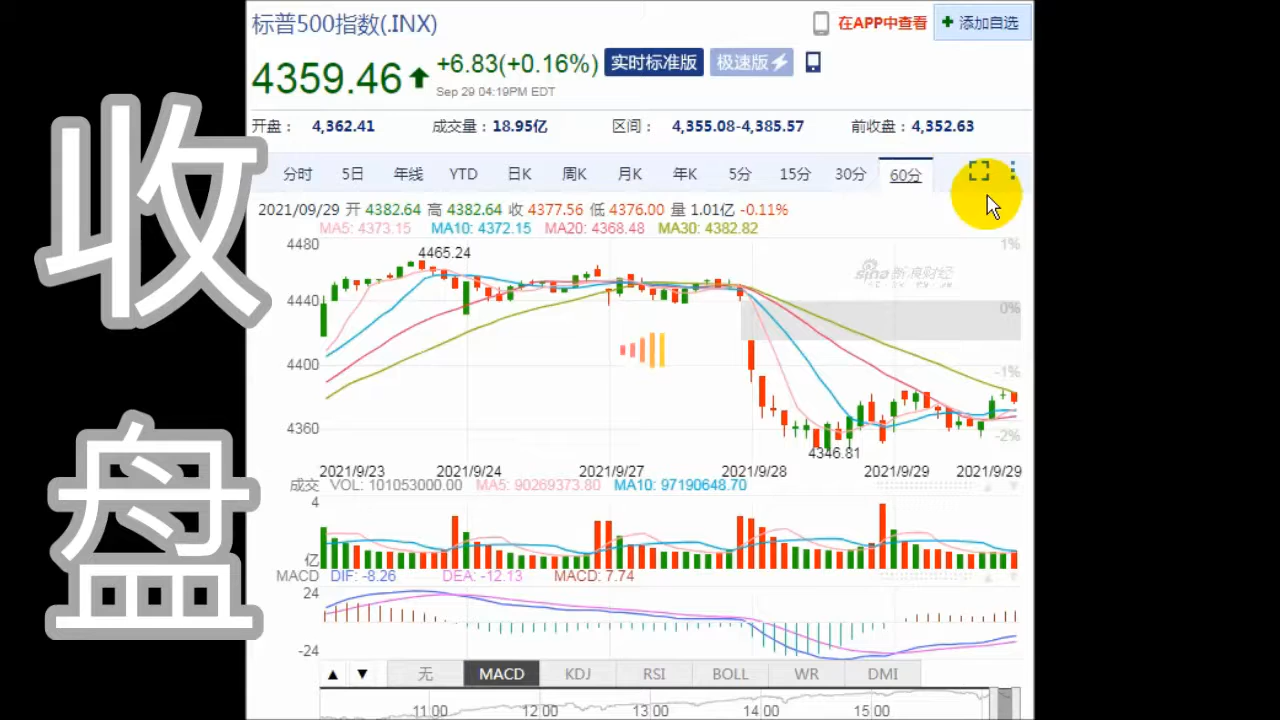 收
盘
标普500指数(.INX)
在APP中查看
添加自选
4359.46
+6.83(+0.16%)
实时标准版
极速版
Sep 29 04:19PM EDT
开盘： 4,362.41 成交量：18.95亿 区间： 4,355.08-4,385.57 前收盘：4,352.63
分时 5日 年线 YTD 日K 周K 月K 年K 5分 15分 30分 60分
2021/09/29 开 4382.64 高 4382.64 收 4377.56 低 4376.00 量 1.01亿 -0.11%
MA5: 4373.15 MA10: 4372.15 MA20: 4368.48 MA30: 4382.82
4480 1%
4465.24
sina新浪财经
4440 0%
4400 -1%
4360 -2%
4346.81
2021/9/23 2021/9/24 2021/9/27 2021/9/28 2021/9/29 2021/9/29
成交 VOL: 101053000.00 MA5: 90269373.80 MA10: 97190648.70
4
亿
MACD DIF: -8.26 DEA: -12.13 MACD: 7.74
24
-24
▲ ▼ 无 MACD KDJ RSI BOLL WR DMI
11:00 12:00 13:00 14:00 15:00